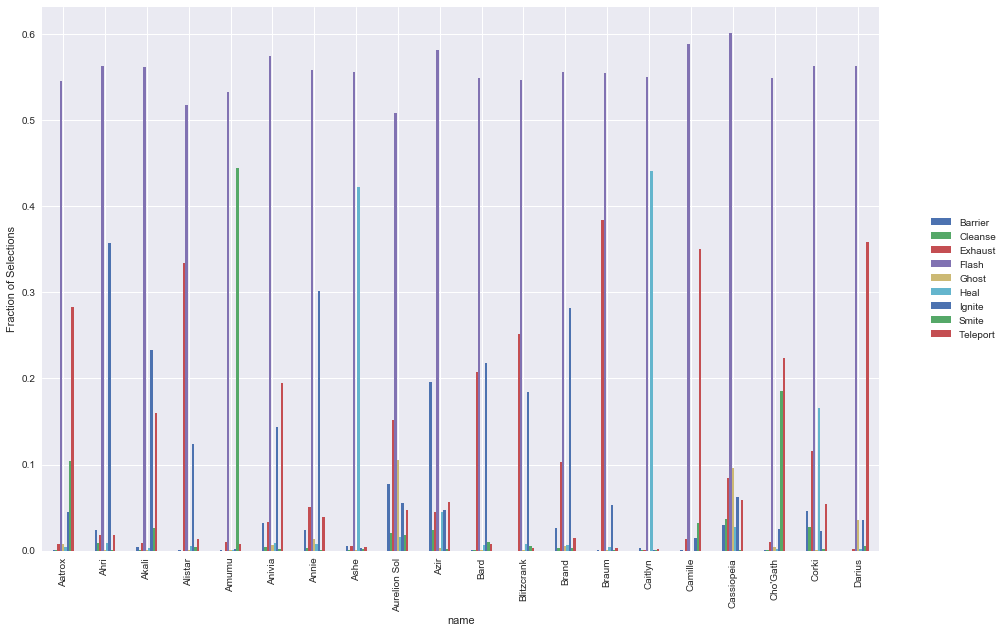 0.6
0.5
0.4
0.3
0.2
0.1
0.0
Fraction of Selections
Aatrox
Ahri
Akali
Alistar
Amumu
Anivia
Annie
Ashe
Aurelion Sol
Azir
Bard
Blitzcrank
Brand
Braum
Caitlyn
Camille
Cassiopeia
Cho'Gath
Corki
Darius
name
Barrier
Cleanse
Exhaust
Flash
Ghost
Heal
Ignite
Smite
Teleport